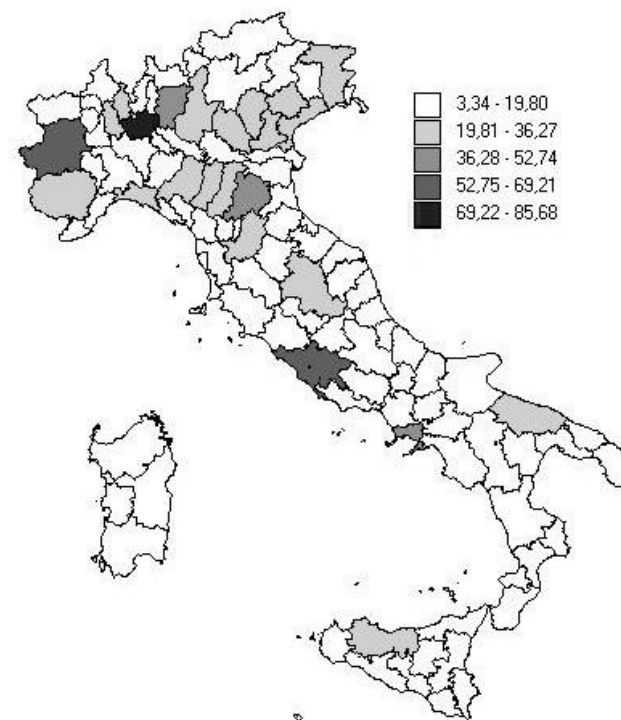 3,34 - 19,80
19,81 - 36,27
36,28 - 52,74
52,75 - 69,21
69,22 - 85,68